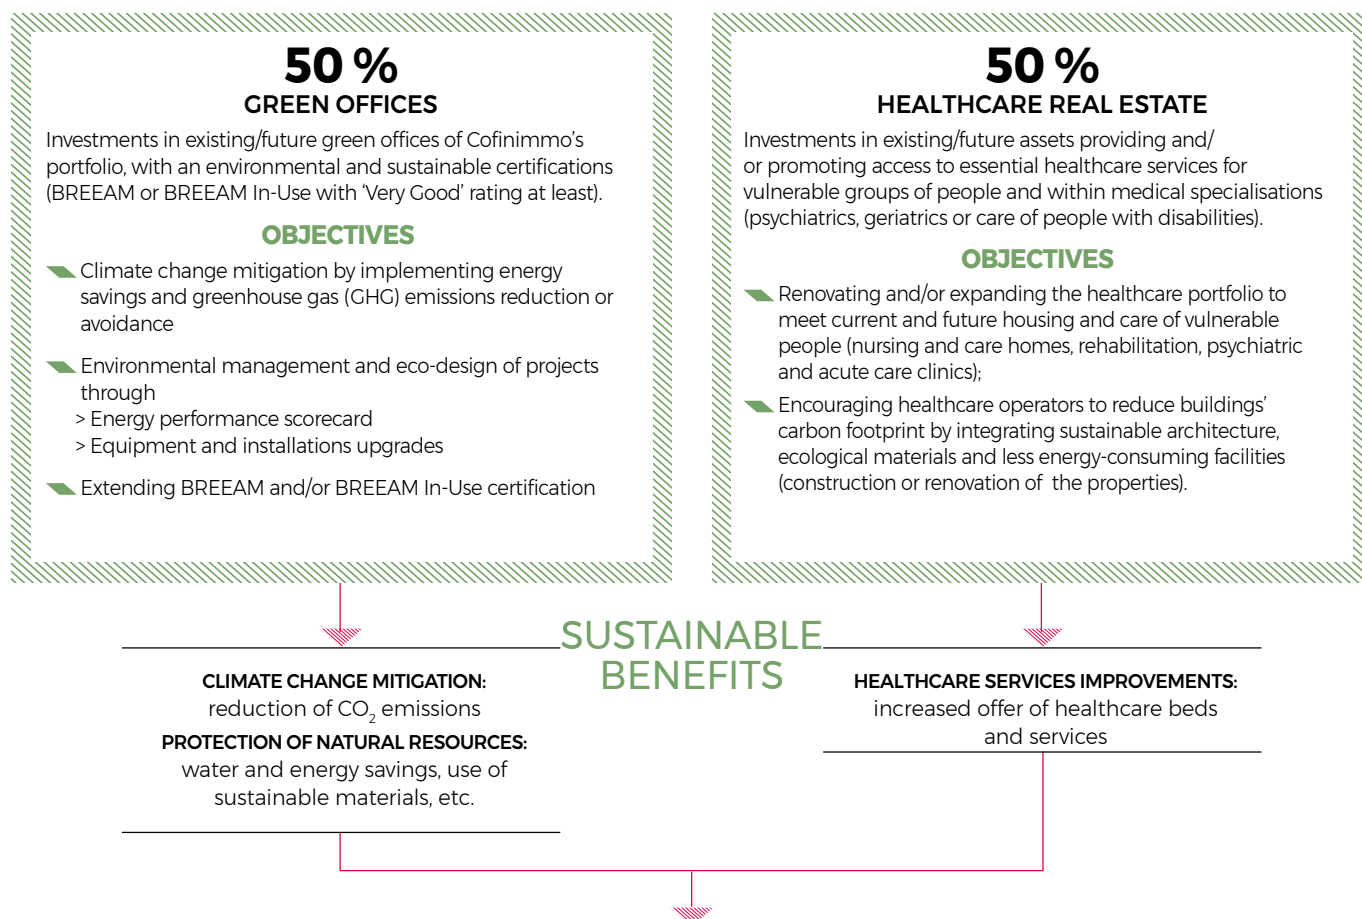 50 %
GREEN OFFICES
Investments in existing/future green offices of Cofinimmo’s
portfolio, with an environmental and sustainable certifications
(BREEAM or BREEAM In-Use with ‘Very Good’ rating at least).
OBJECTIVES
Climate change mitigation by implementing energy
savings and greenhouse gas (GHG) emissions reduction or
avoidance
Environmental management and eco-design of projects
through
> Energy performance scorecard
> Equipment and installations upgrades
Extending BREEAM and/or BREEAM In-Use certification
50 %
HEALTHCARE REAL ESTATE
Investments in existing/future assets providing and/
or promoting access to essential healthcare services for
vulnerable groups of people and within medical specialisations
(psychiatrics, geriatrics or care of people with disabilities).
OBJECTIVES
Renovating and/or expanding the healthcare portfolio to
meet current and future housing and care of vulnerable
people (nursing and care homes, rehabilitation, psychiatric
and acute care clinics);
Encouraging healthcare operators to reduce buildings’
carbon footprint by integrating sustainable architecture,
ecological materials and less energy-consuming facilities
(construction or renovation of the properties).
SUSTAINABLE
BENEFITS
CLIMATE CHANGE MITIGATION:
reduction of CO₂ emissions
PROTECTION OF NATURAL RESOURCES:
water and energy savings, use of
sustainable materials, etc.
HEALTHCARE SERVICES IMPROVEMENTS:
increased offer of healthcare beds
and services